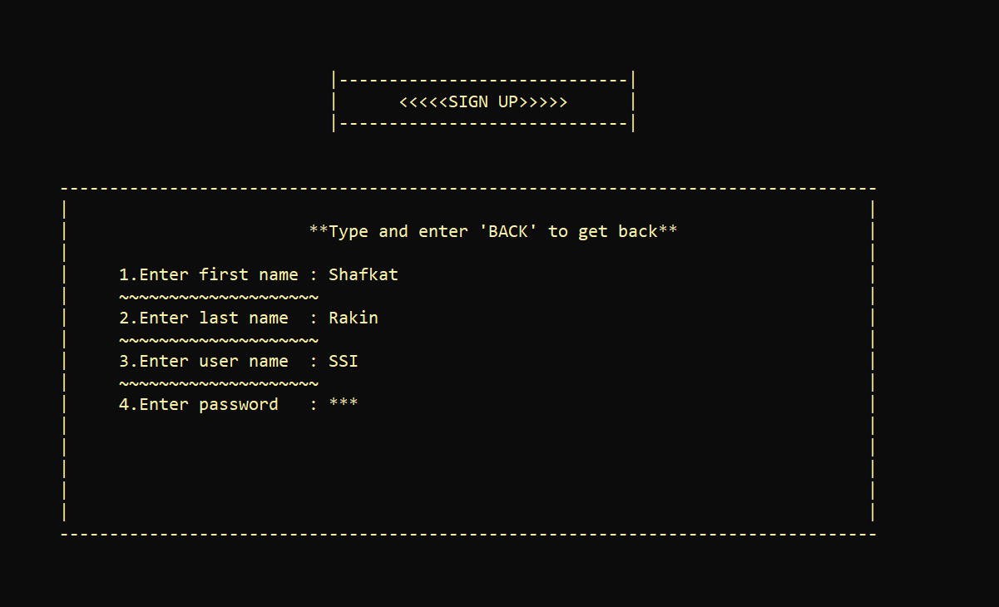 |-----------------------------|
| <<<<<SIGN UP>>>>> |
|-----------------------------|
----------------------------------------------------------------------------------
**Type and enter 'BACK' to get back**
1.Enter first name : Shafkat
~~~~~~~~~~~~~~~~~~~~
2.Enter last name : Rakin
~~~~~~~~~~~~~~~~~~~~
3.Enter user name : SSI
~~~~~~~~~~~~~~~~~~~~
4.Enter password : ***
----------------------------------------------------------------------------------